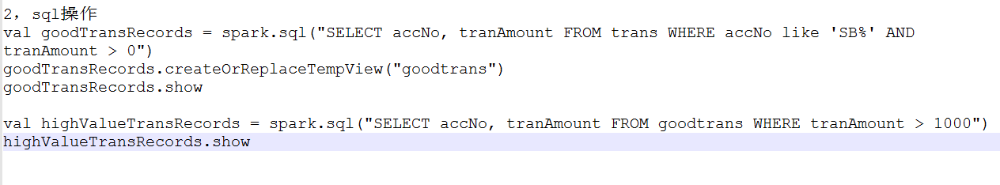 2，sql操作
val goodTransRecords = spark.sql("SELECT accNo, tranAmount FROM trans WHERE accNo like 'SB%' AND
tranAmount > 0")
goodTransRecords.createOrReplaceTempView("goodtrans")
goodTransRecords.show
val highValueTransRecords = spark.sql("SELECT accNo, tranAmount FROM goodtrans WHERE tranAmount > 1000")
highValueTransRecords.show